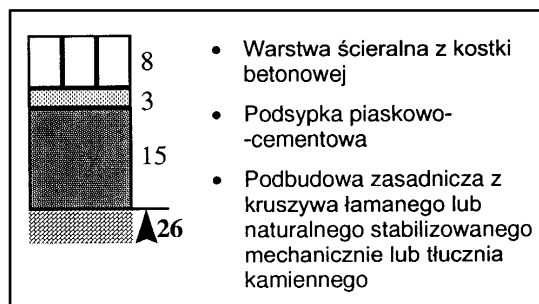 8
3
15
26
• Warstwa ścieralna z kostki
betonowej
• Podsypka piaskowo-
-cementowa
• Podbudowa zasadnicza z
kruszywa łamanego lub
naturalnego stabilizowanego
mechanicznie lub tłucznia
kamiennego